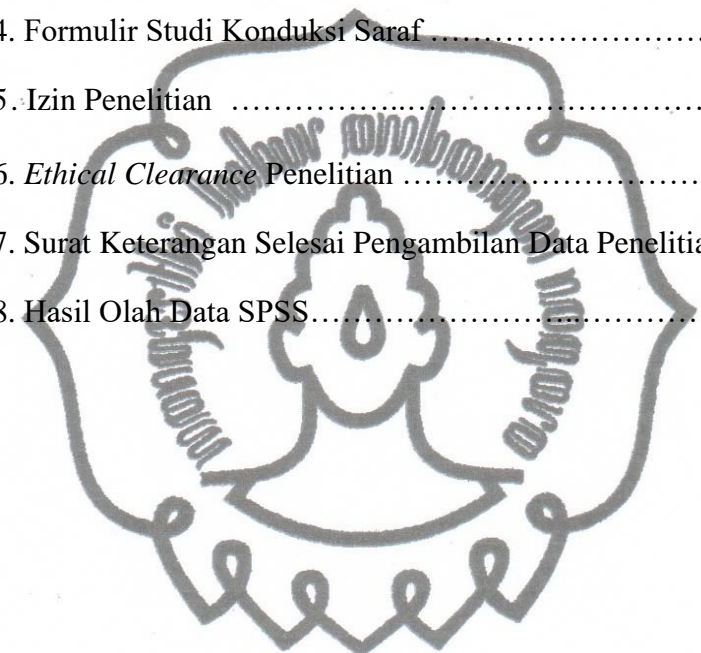 4. Formulir Studi Konduksi Saraf ……………………….
5. Izin Penelitian ……………...……………………….
6. Ethical Clearance Penelitian ……………………….
7. Surat Keterangan Selesai Pengambilan Data Peneliti
8. Hasil Olah Data SPSS……………………..…………